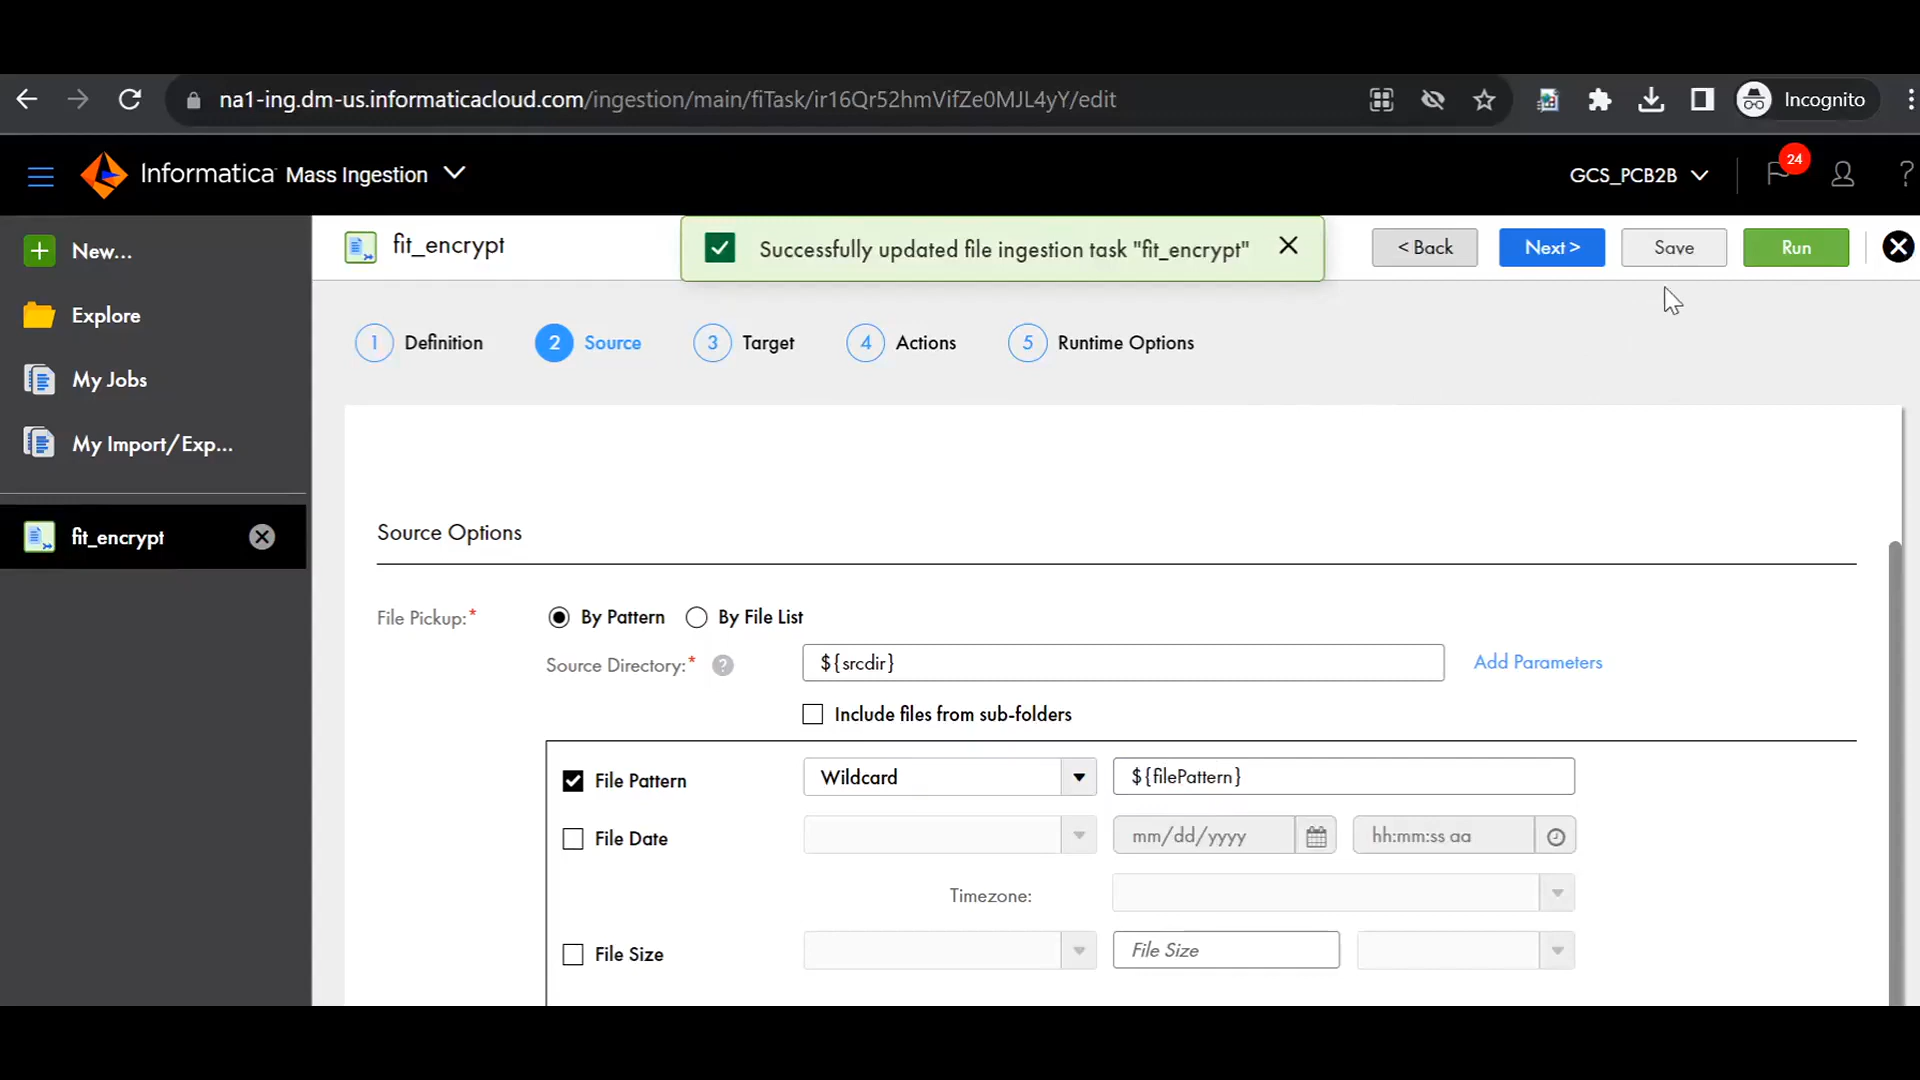 na1-ing.dm-us.informaticacloud.com/ingestion/main/fiTask/ir16Qr52hmVifZe0MJL4yY/edit
Incognito
Informatica Mass Ingestion
GCS_PCB2B
24
?
New...
Explore
My Jobs
My Import/Exp...
fit_encrypt
fit_encrypt
Successfully updated file ingestion task "fit_encrypt"
< Back
Next >
Save
Run
1 Definition
2 Source
3 Target
4 Actions
5 Runtime Options
Source Options
File Pickup:*
By Pattern
By File List
Source Directory:* ?
${srcdir}
Add Parameters
Include files from sub-folders
File Pattern
Wildcard
${filePattern}
File Date
mm/dd/yyyy
hh:mm:ss aa
Timezone:
File Size
File Size